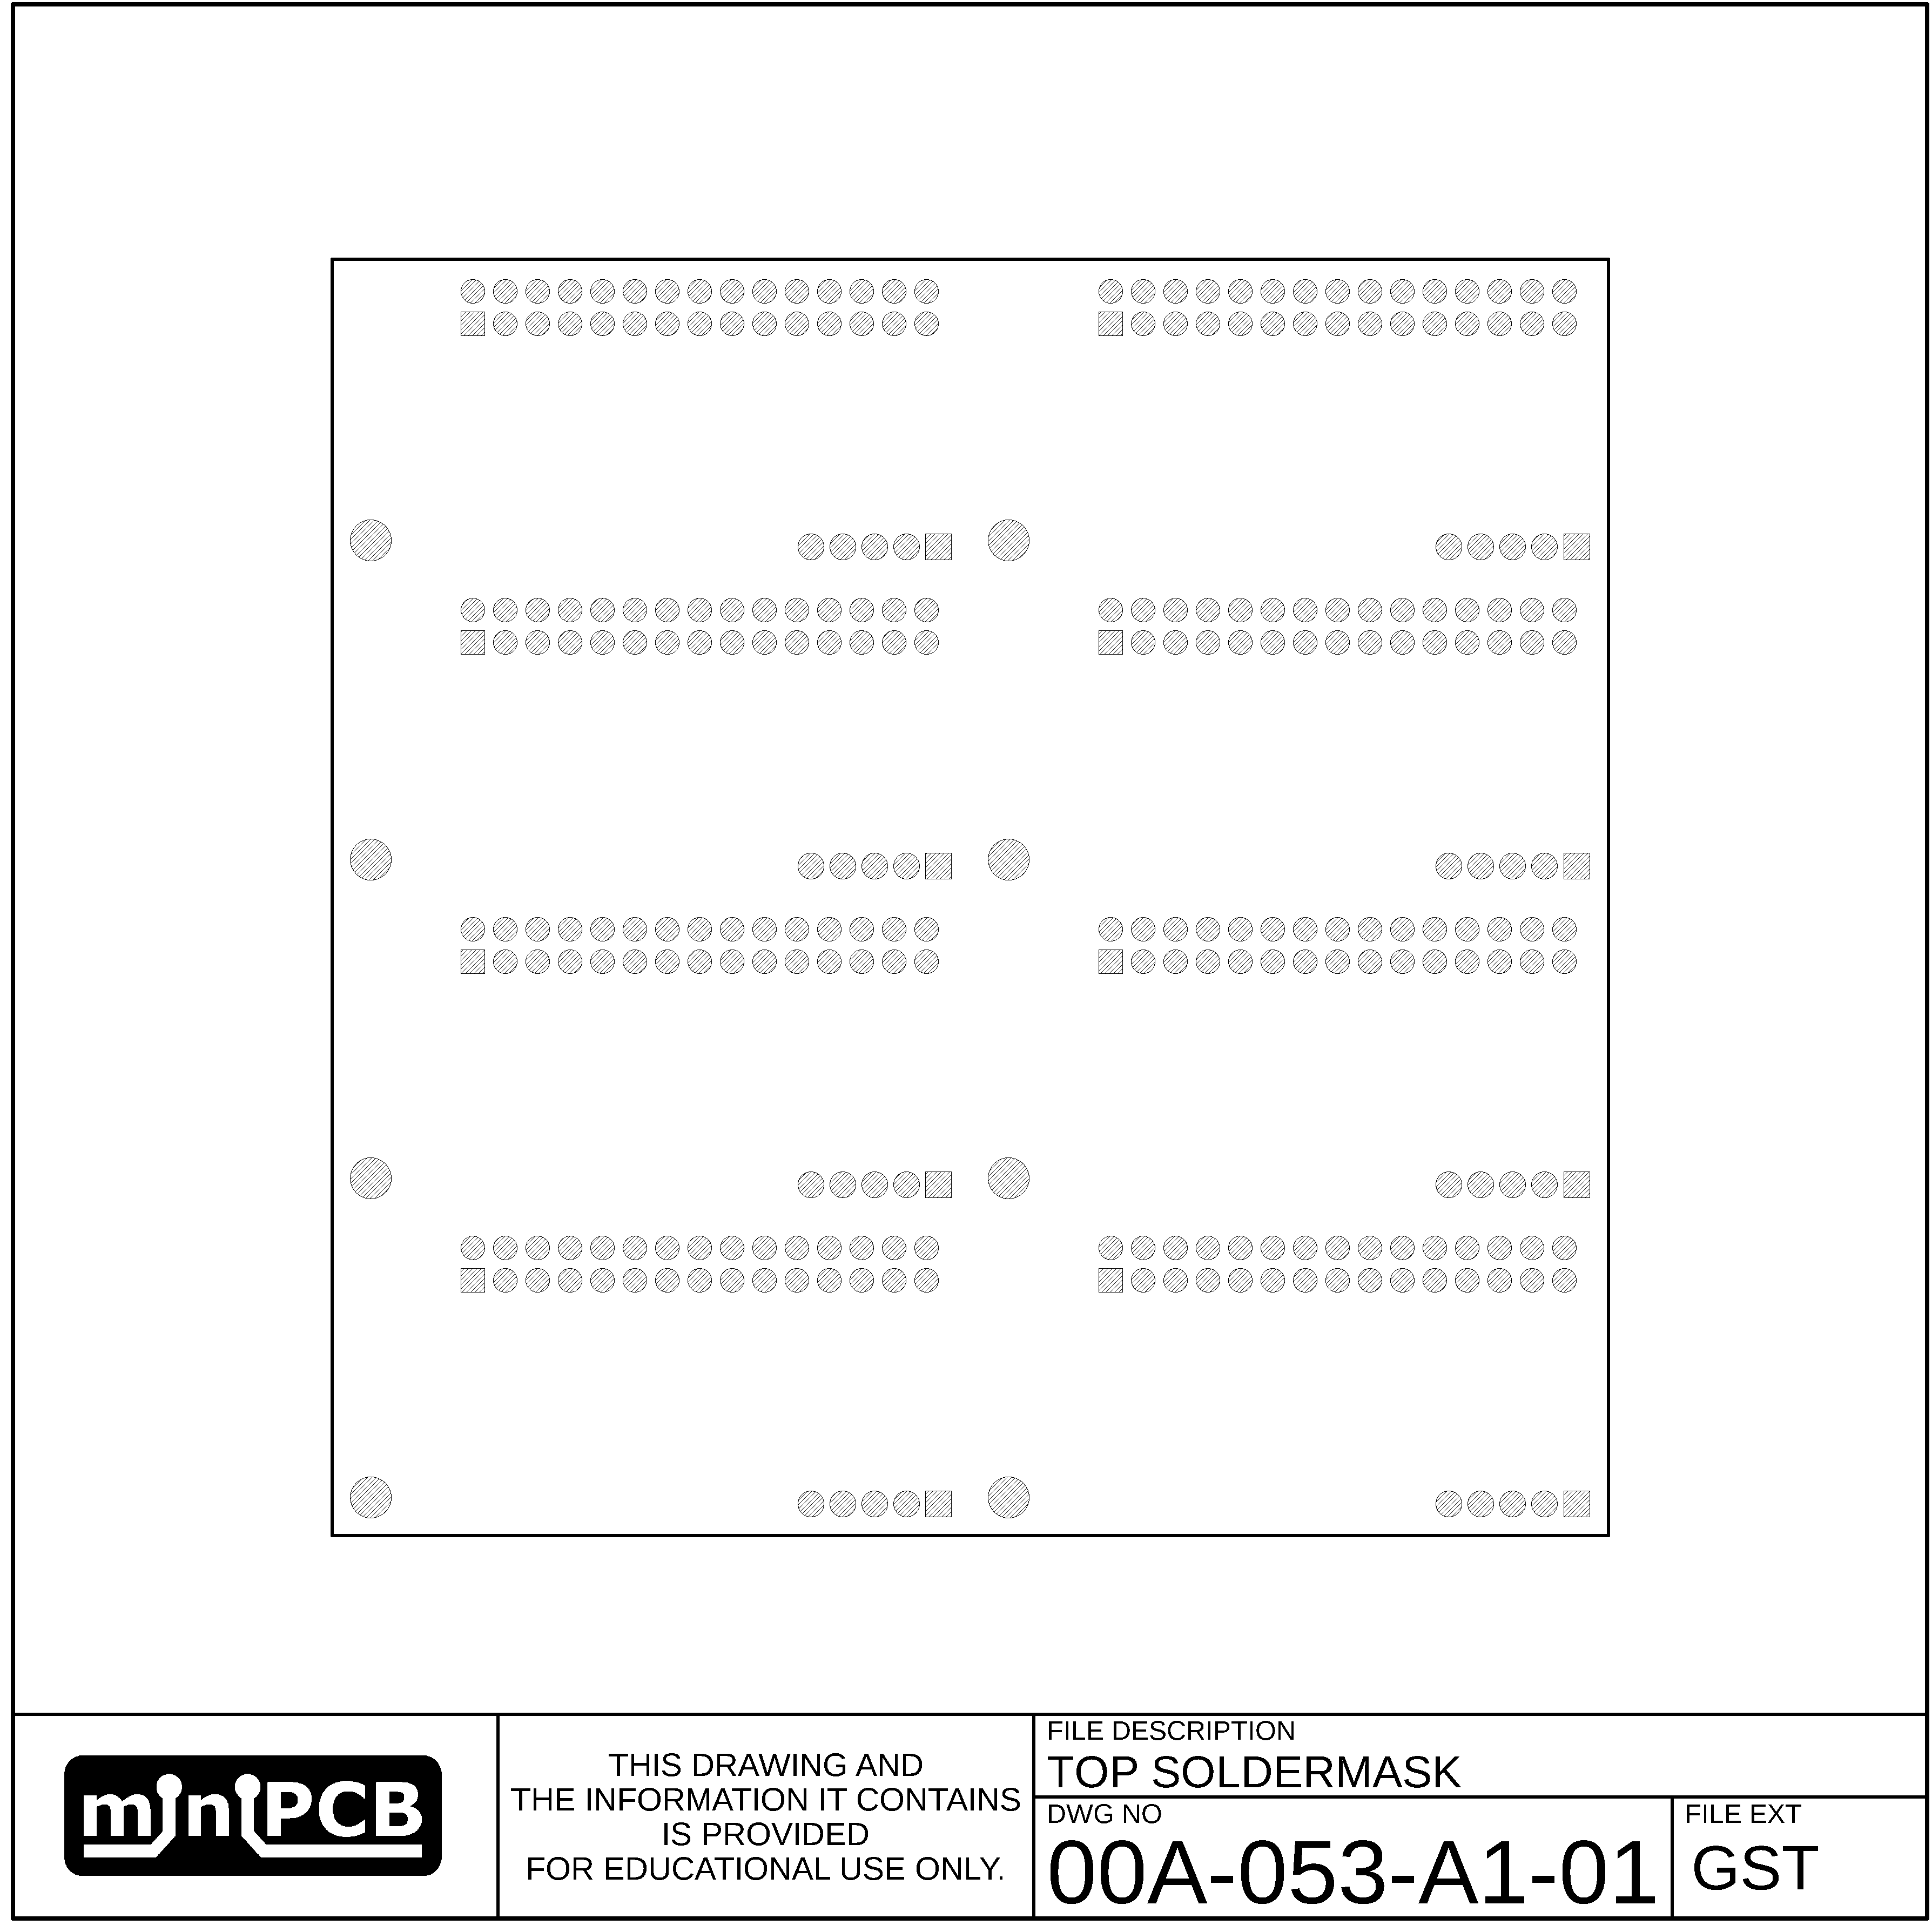 miniPCB
THIS DRAWING AND
THE INFORMATION IT CONTAINS
IS PROVIDED
FOR EDUCATIONAL USE ONLY.
FILE DESCRIPTION
TOP SOLDERMASK
DWG NO
00A-053-A1-01
FILE EXT
GST